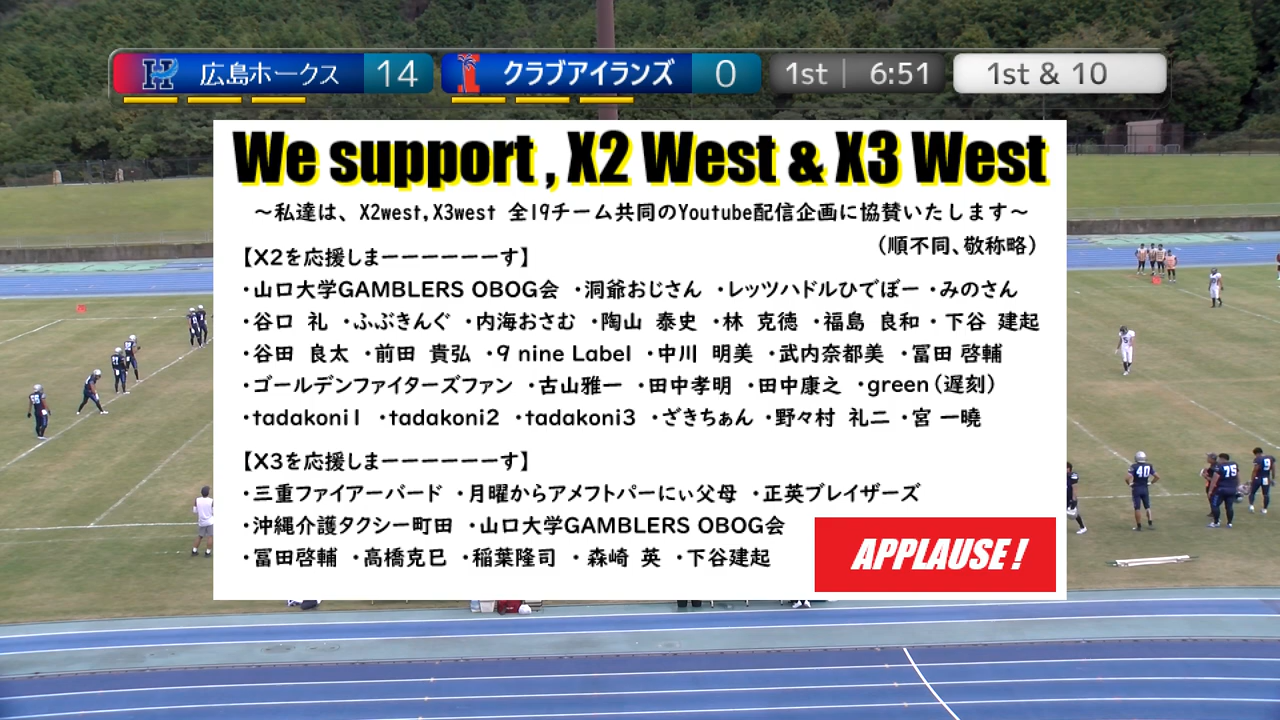 H 広島ホークス 14 I クラブアイランズ 0 1st | 6:51 1st & 10
We support , X2 West & X3 West
～私達は、X2west,X3west 全19チーム共同のYoutube配信企画に協賛いたします～
（順不同、敬称略）
【X2を応援しまーーーーーーす】
・山口大学GAMBLERS OBOG会 ・洞爺おじさん ・レッツハドルひでぼー ・みのさん
・谷口 礼 ・ふぶきんぐ ・内海おさむ ・陶山 泰史 ・林 克徳 ・福島 良和 ・下谷 建起
・谷田 良太 ・前田 貴弘 ・9 nine Label ・中川 明美 ・武内奈都美 ・冨田 啓輔
・ゴールデンファイターズファン ・古山雅一 ・田中孝明 ・田中康之 ・green（遅刻）
・tadakoni1 ・tadakoni2 ・tadakoni3 ・ざきちぁん ・野々村 礼二 ・宮 一曉
【X3を応援しまーーーーーーす】
・三重ファイアーバード ・月曜からアメフトパーにぃ父母 ・正英ブレイザーズ
・沖縄介護タクシー町田 ・山口大学GAMBLERS OBOG会
・冨田啓輔 ・高橋克巳 ・稲葉隆司 ・森崎 英 ・下谷建起
APPLAUSE !
40
75
9